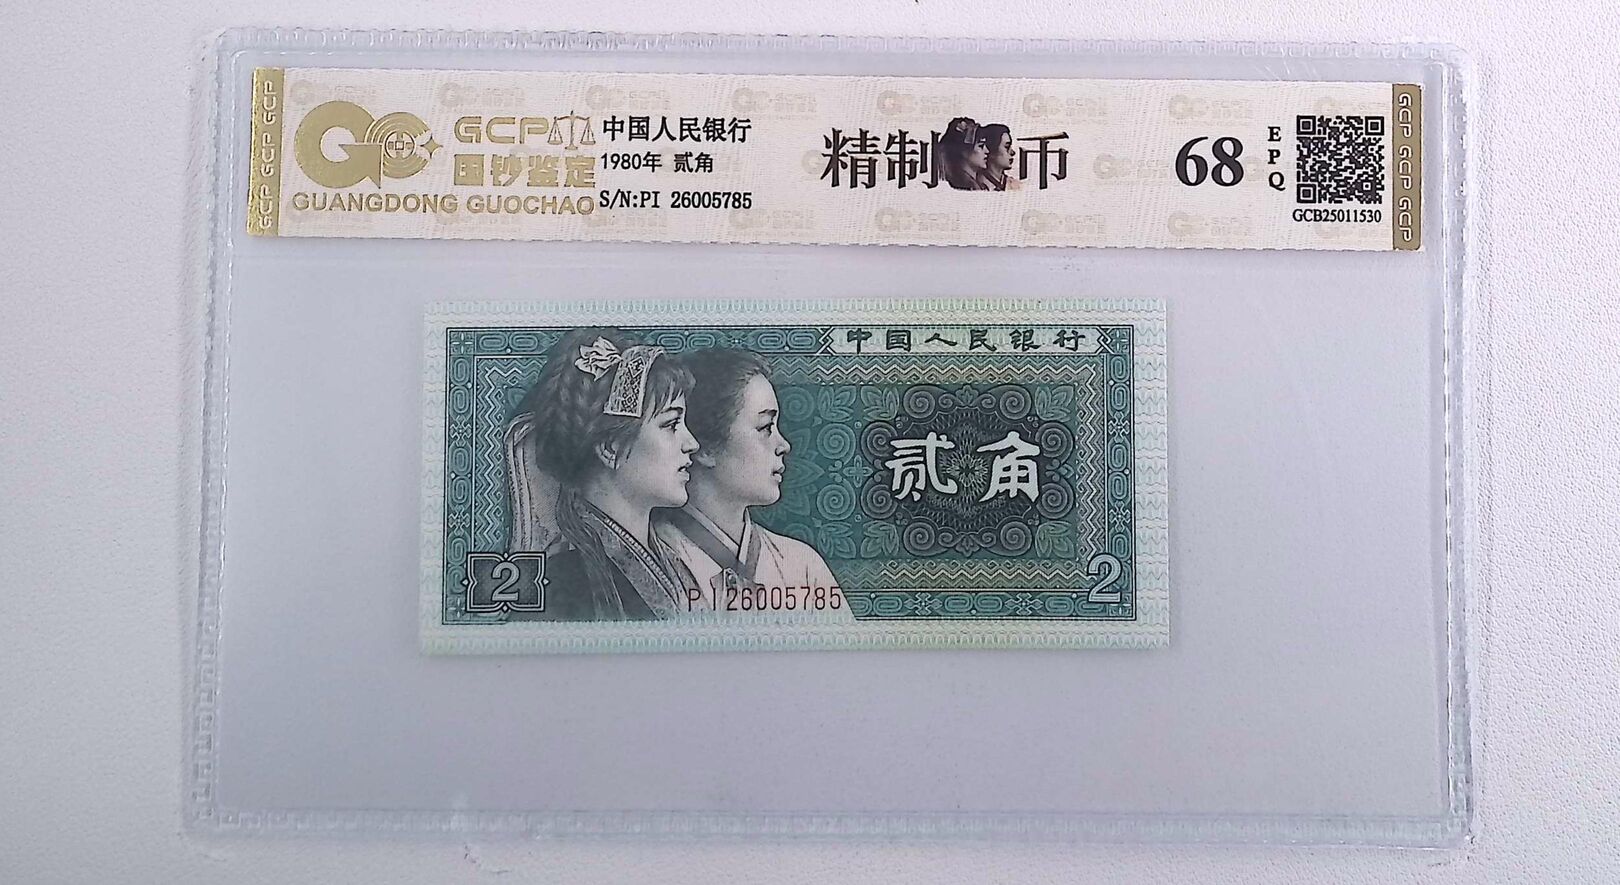 GCP GCP GCP
GCP
国钞鉴定
GUANGDONG GUOCHAO
中国人民银行
1980年 贰角
S/N:PI 26005785
精制币
68
EPQ
GCB25011530
GCP GCP GCP
中国人民银行
贰角
2
2
PI26005785